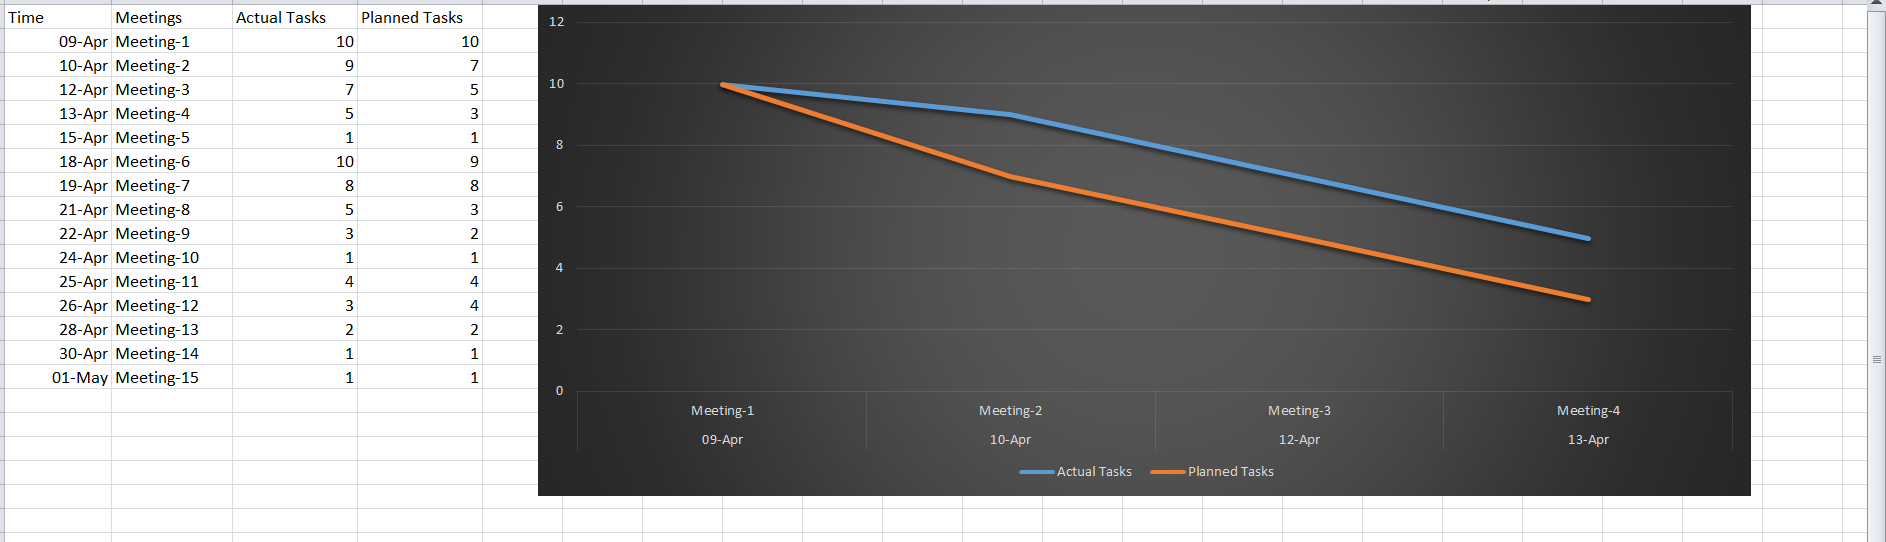 Time Meetings Actual Tasks Planned Tasks
09-Apr Meeting-1 10 10
10-Apr Meeting-2 9 7
12-Apr Meeting-3 7 5
13-Apr Meeting-4 5 3
15-Apr Meeting-5 1 1
18-Apr Meeting-6 10 9
19-Apr Meeting-7 8 8
21-Apr Meeting-8 5 3
22-Apr Meeting-9 3 2
24-Apr Meeting-10 1 1
25-Apr Meeting-11 4 4
26-Apr Meeting-12 3 4
28-Apr Meeting-13 2 2
30-Apr Meeting-14 1 1
01-May Meeting-15 1 1
12
10
8
6
4
2
0
Meeting-1 Meeting-2 Meeting-3 Meeting-4
09-Apr 10-Apr 12-Apr 13-Apr
Actual Tasks Planned Tasks